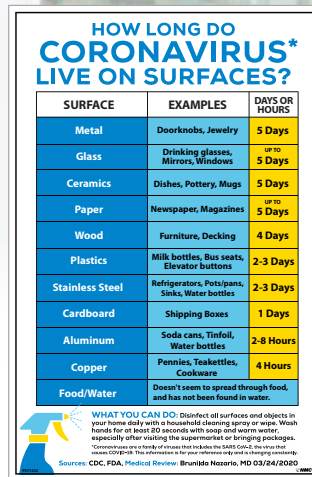 HOW LONG DO
CORONAVIRUS*
LIVE ON SURFACES?
SURFACE EXAMPLES DAYS OR HOURS
Metal Doorknobs, Jewelry 5 Days
Glass Drinking glasses, Mirrors, Windows UP TO 5 Days
Ceramics Dishes, Pottery, Mugs 5 Days
Paper Newspaper, Magazines UP TO 5 Days
Wood Furniture, Decking 4 Days
Plastics Milk bottles, Bus seats, Elevator buttons 2-3 Days
Stainless Steel Refrigerators, Pots/pans, Sinks, Water bottles 2-3 Days
Cardboard Shipping Boxes 1 Days
Aluminum Soda cans, Tinfoil, Water bottles 2-8 Hours
Copper Pennies, Teakettles, Cookware 4 Hours
Food/Water Doesn't seem to spread through food, and has not been found in water.
WHAT YOU CAN DO: Disinfect all surfaces and objects in
your home daily with a household cleaning spray or wipe. Wash
hands for at least 20 seconds with soap and warm water,
especially after visiting the supermarket or bringing packages.
*Coronaviruses are a family of viruses that includes the SARS CoV-2, the virus that
causes COVID-19. This information is for your reference only and is constantly changing.
Sources: CDC, FDA, Medical Review: Brunilda Nazario, MD 03/24/2020
©NMC